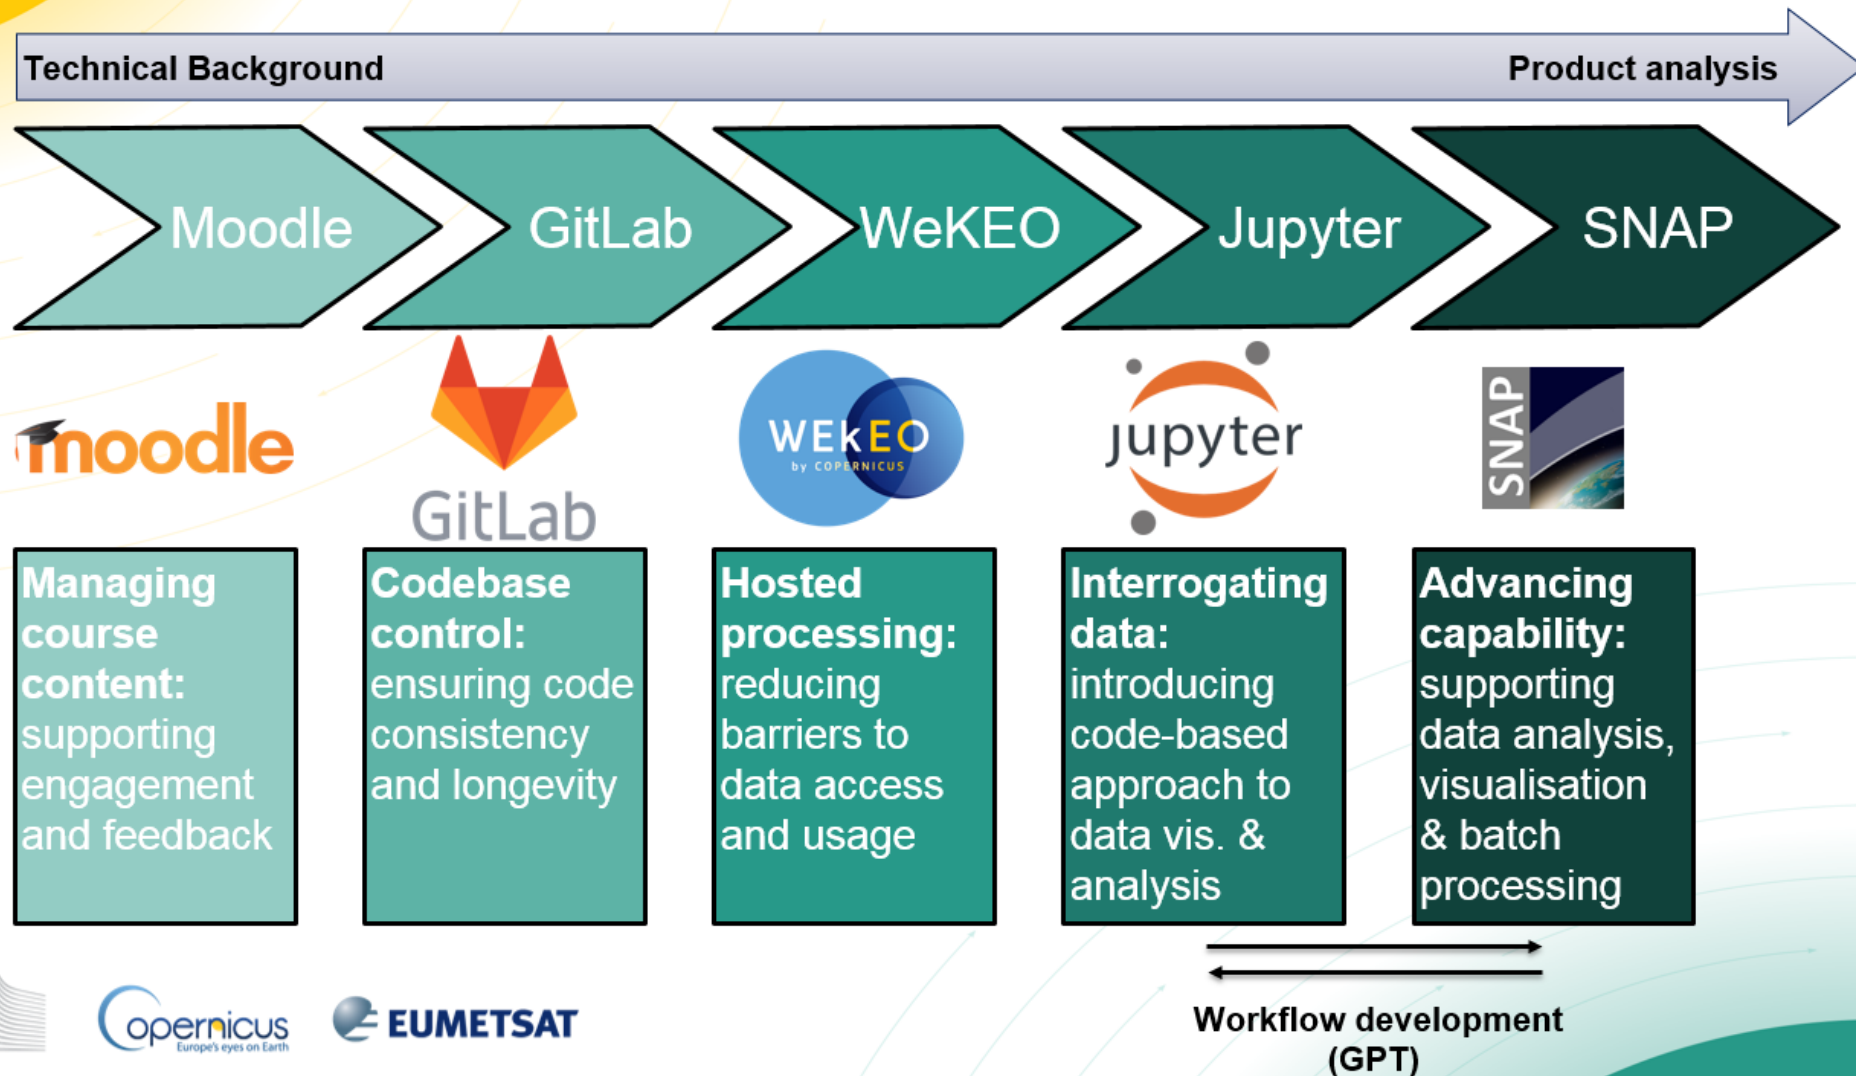 Technical Background
Product analysis
Moodle
GitLab
WeKEO
Jupyter
SNAP
moodle
GitLab
WEkEO
by COPERNICUS
jupyter
SNAP
Managing
course
content:
supporting
engagement
and feedback
Codebase
control:
ensuring code
consistency
and longevity
Hosted
processing:
reducing
barriers to
data access
and usage
Interrogating
data:
introducing
code-based
approach to
data vis. &
analysis
Advancing
capability:
supporting
data analysis,
visualisation
& batch
processing
Workflow development
(GPT)
opernicus
Europe's eyes on Earth
EUMETSAT